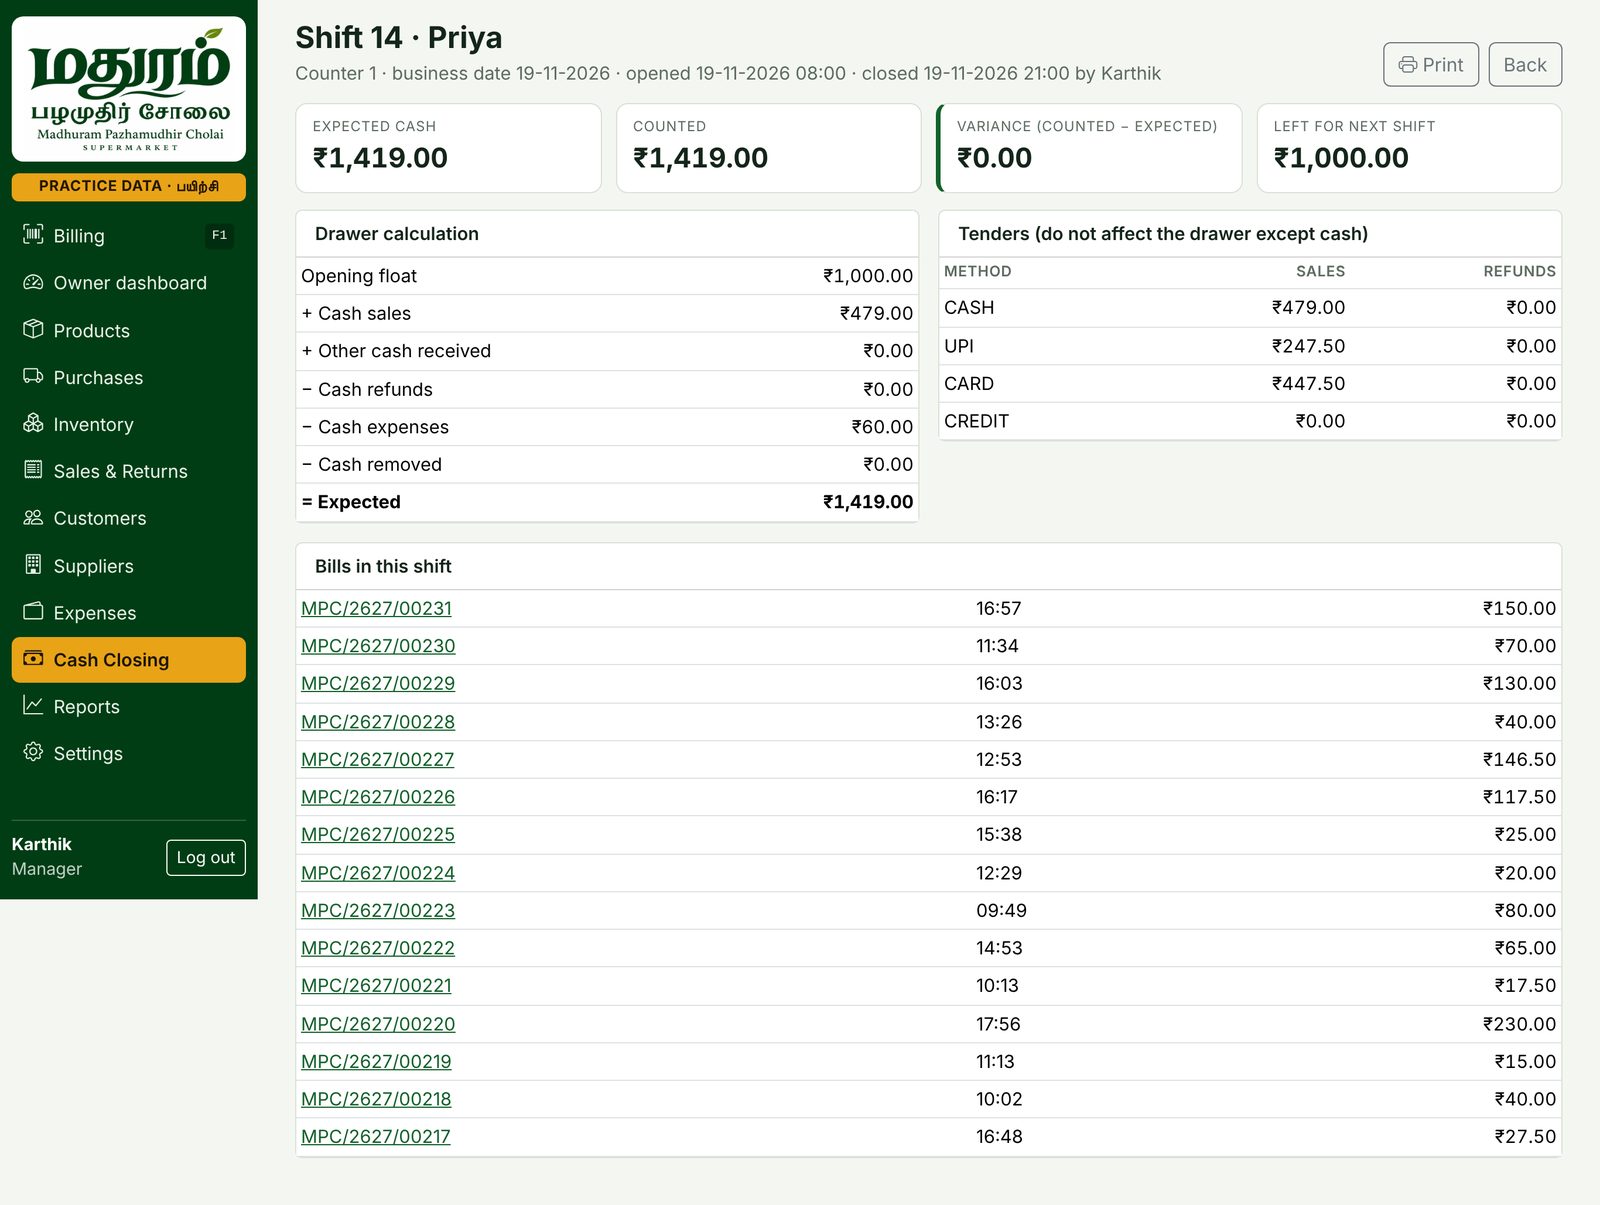 மதுரம்
பழமுதிர் சோலை
Madhuram Pazhamudhir Cholai
SUPERMARKET
PRACTICE DATA · பயிற்சி
Billing F1
Owner dashboard
Products
Purchases
Inventory
Sales & Returns
Customers
Suppliers
Expenses
Cash Closing
Reports
Settings
Karthik
Manager
Log out
Shift 14 · Priya
Counter 1 · business date 19-11-2026 · opened 19-11-2026 08:00 · closed 19-11-2026 21:00 by Karthik
Print
Back
EXPECTED CASH
₹1,419.00
COUNTED
₹1,419.00
VARIANCE (COUNTED − EXPECTED)
₹0.00
LEFT FOR NEXT SHIFT
₹1,000.00
Drawer calculation
Opening float ₹1,000.00
+ Cash sales ₹479.00
+ Other cash received ₹0.00
− Cash refunds ₹0.00
− Cash expenses ₹60.00
− Cash removed ₹0.00
= Expected ₹1,419.00
Tenders (do not affect the drawer except cash)
METHOD SALES REFUNDS
CASH ₹479.00 ₹0.00
UPI ₹247.50 ₹0.00
CARD ₹447.50 ₹0.00
CREDIT ₹0.00 ₹0.00
Bills in this shift
MPC/2627/00231 16:57 ₹150.00
MPC/2627/00230 11:34 ₹70.00
MPC/2627/00229 16:03 ₹130.00
MPC/2627/00228 13:26 ₹40.00
MPC/2627/00227 12:53 ₹146.50
MPC/2627/00226 16:17 ₹117.50
MPC/2627/00225 15:38 ₹25.00
MPC/2627/00224 12:29 ₹20.00
MPC/2627/00223 09:49 ₹80.00
MPC/2627/00222 14:53 ₹65.00
MPC/2627/00221 10:13 ₹17.50
MPC/2627/00220 17:56 ₹230.00
MPC/2627/00219 11:13 ₹15.00
MPC/2627/00218 10:02 ₹40.00
MPC/2627/00217 16:48 ₹27.50